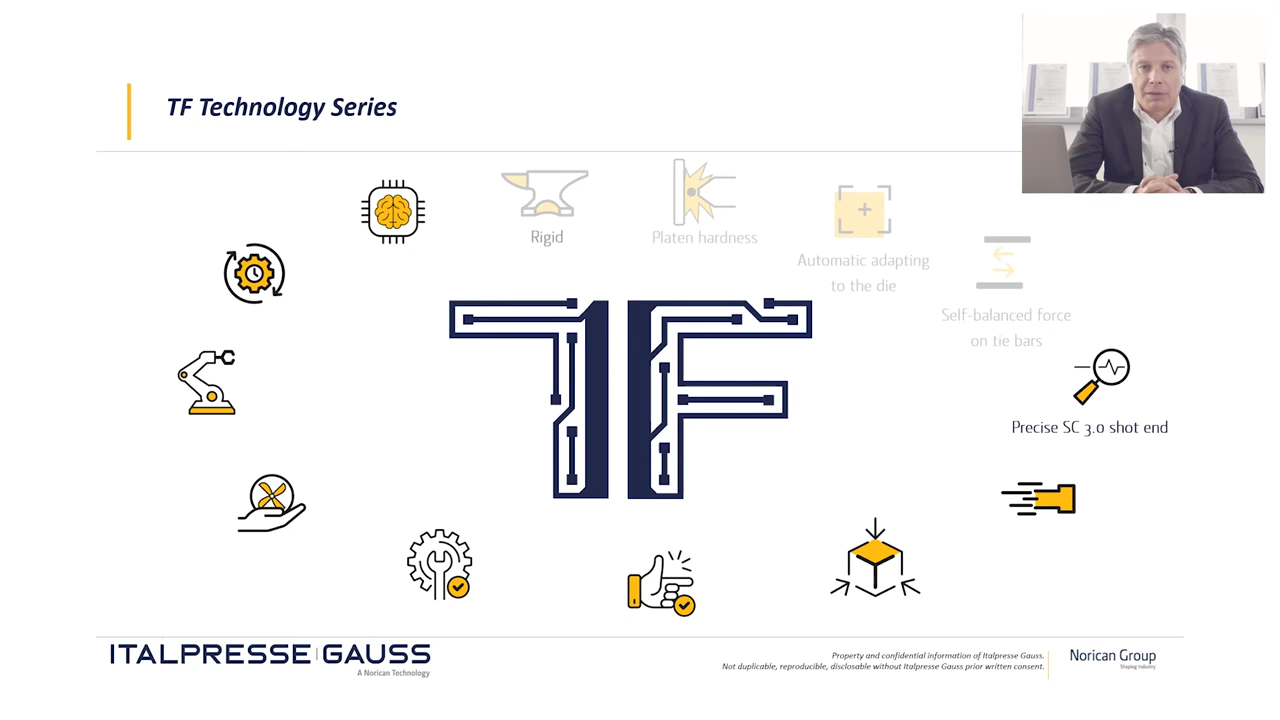 TF Technology Series
Rigid
Platen hardness
Automatic adapting
to the die
Self-balanced force
on tie bars
Precise SC 3.0 shot end
TF
ITALPRESSE GAUSS
A Norican Technology
Property and confidential information of Italpresse Gauss.
Not duplicable, reproducible, disclosable without Italpresse Gauss prior written consent.
Norican Group
Shaping Industry